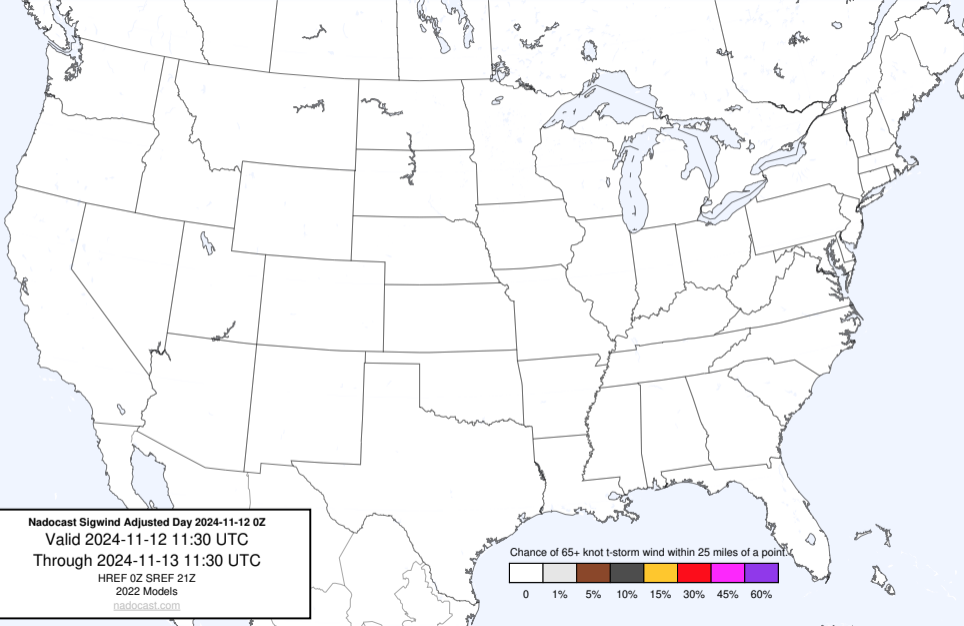 Nadocast Sigwind Adjusted Day 2024-11-12 0Z
Valid 2024-11-12 11:30 UTC
Through 2024-11-13 11:30 UTC
HREF 0Z SREF 21Z
2022 Models
nadocast.com
Chance of 65+ knot t-storm wind within 25 miles of a point.
0 1% 5% 10% 15% 30% 45% 60%